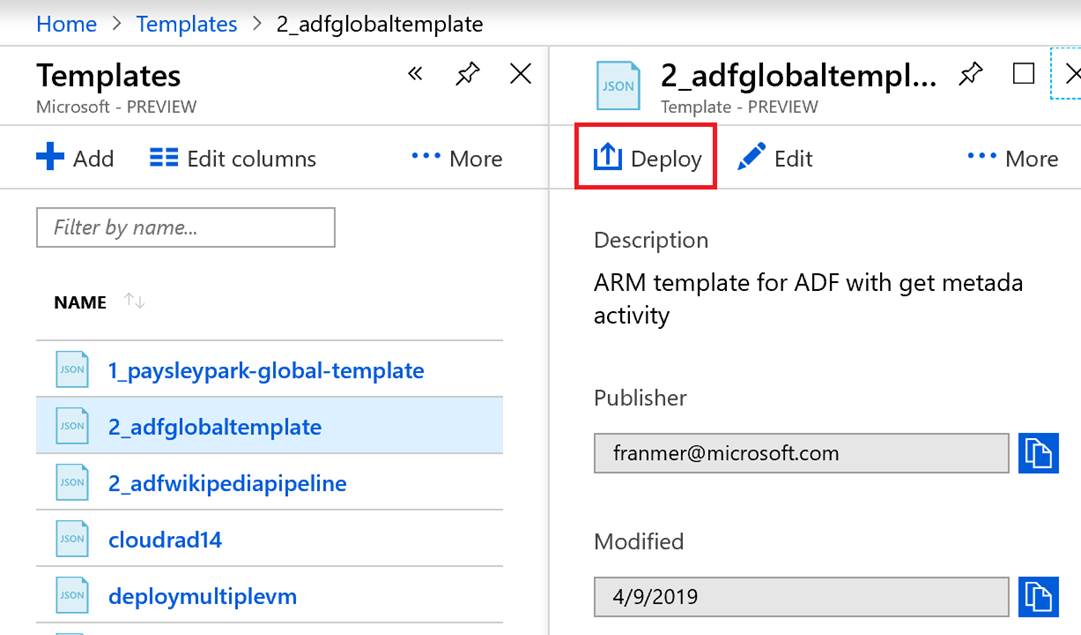 Home > Templates > 2_adfglobaltemplate
Templates
Microsoft - PREVIEW
Add
Edit columns
More
Filter by name...
NAME
JSON 1_paysleypark-global-template
JSON 2_adfglobaltemplate
JSON 2_adfwikipediapipeline
JSON cloudrad14
JSON deploymultiplevm
JSON
2_adfglobaltempl...
Template - PREVIEW
Deploy
Edit
More
Description
ARM template for ADF with get metada
activity
Publisher
franmer@microsoft.com
Modified
4/9/2019